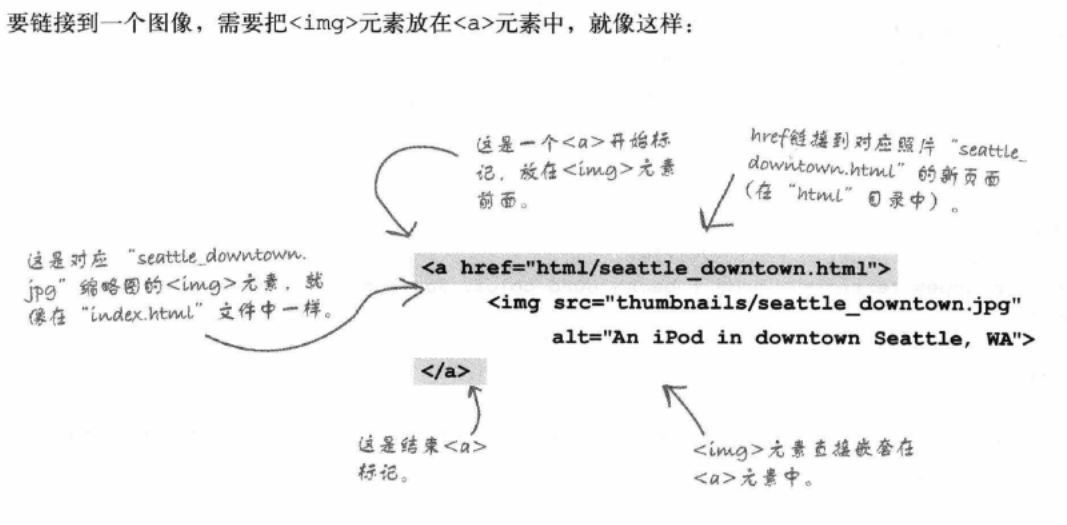 要链接到一个图像，需要把<img>元素放在<a>元素中，就像这样：
这是一个<a>开始标
记，放在<img>元素
前面。
href链接到对应照片“seattle_
downtown.html”的新页面
(在“html”目录中)。
这是对应“seattle_downtown.
jpg”缩略图的<img>元素，就
像在“index.html”文件中一样。
<a href="html/seattle_downtown.html">
<img src="thumbnails/seattle_downtown.jpg"
alt="An iPod in downtown Seattle, WA">
</a>
这是结束<a>
标记。
<img>元素直接嵌套在
<a>元素中。